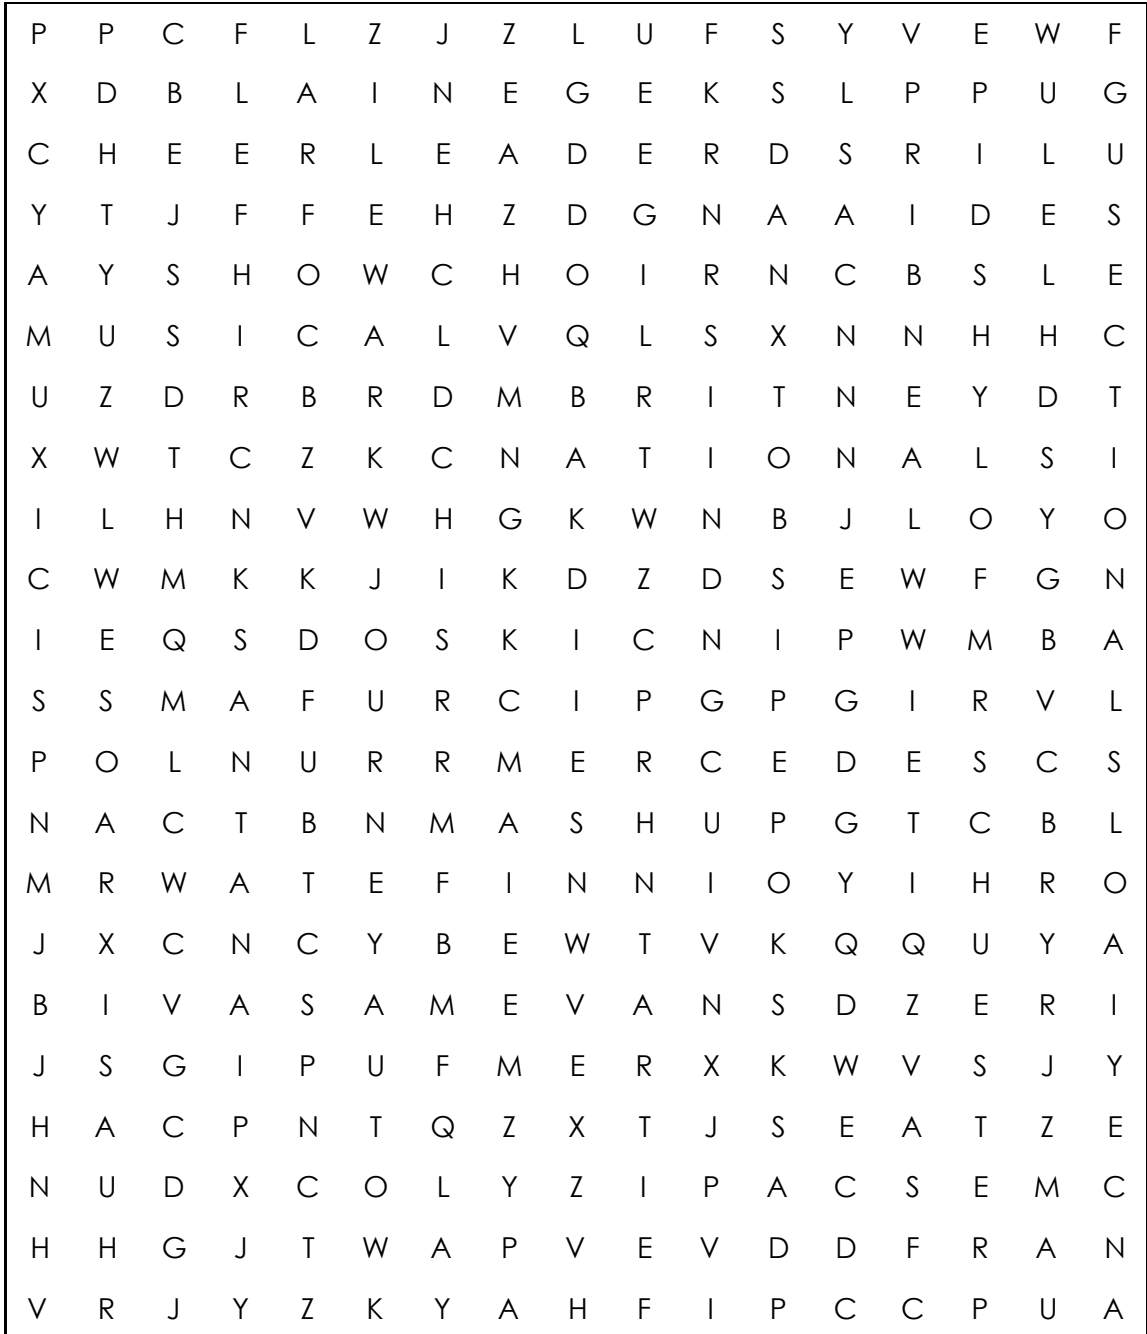 P P C F L Z J Z L U F S Y V E W F
X D B L A I N E G E K S L P P U G
C H E E R L E A D E R D S R I L U
Y T J F F E H Z D G N A A I D E S
A Y S H O W C H O I R N C B S L E
M U S I C A L V Q L S X N N H H C
U Z D R B R D M B R I T N E Y D T
X W T C Z K C N A T I O N A L S I
I L H N V W H G K W N B J L O Y O
C W M K K J I K D Z D S E W F G N
I E Q S D O S K I C N I P W M B A
S S M A F U R C I P G P G I R V L
P O L N U R R M E R C E D E S C S
N A C T B N M A S H U P G T C B L
M R W A T E F I N N I O Y I H R O
J X C N C Y B E W T V K Q Q U Y A
B I V A S A M E V A N S D Z E R I
J S G I P U F M E R X K W V S J Y
H A C P N T Q Z X T J S E A T Z E
N U D X C O L Y Z I P A C S E M C
H H G J T W A P V E V D D F R A N
V R J Y Z K Y A H F I P C C P U A